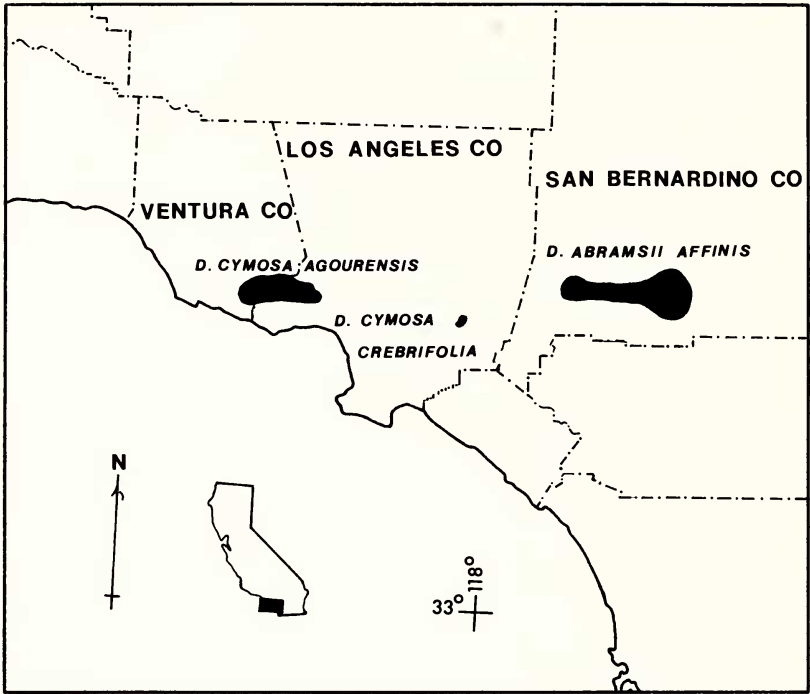 LOS ANGELES CO
SAN BERNARDINO CO
VENTURA CO
D. ABRAMSII AFFINIS
D. CYMOSA AGOURENSIS
D. CYMOSA
CREBRIFOLIA
N
118°
33°